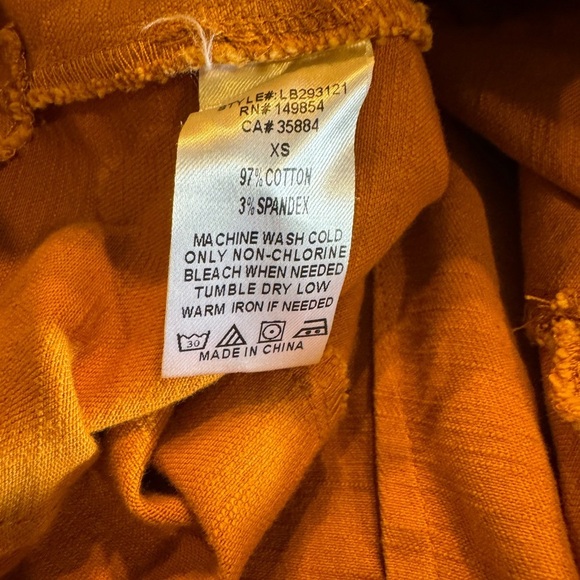 STYLE#: LB293121
RN# 149854
CA# 35884
XS
97% COTTON
3% SPANDEX
MACHINE WASH COLD
ONLY NON-CHLORINE
BLEACH WHEN NEEDED
TUMBLE DRY LOW
WARM IRON IF NEEDED
30
MADE IN CHINA